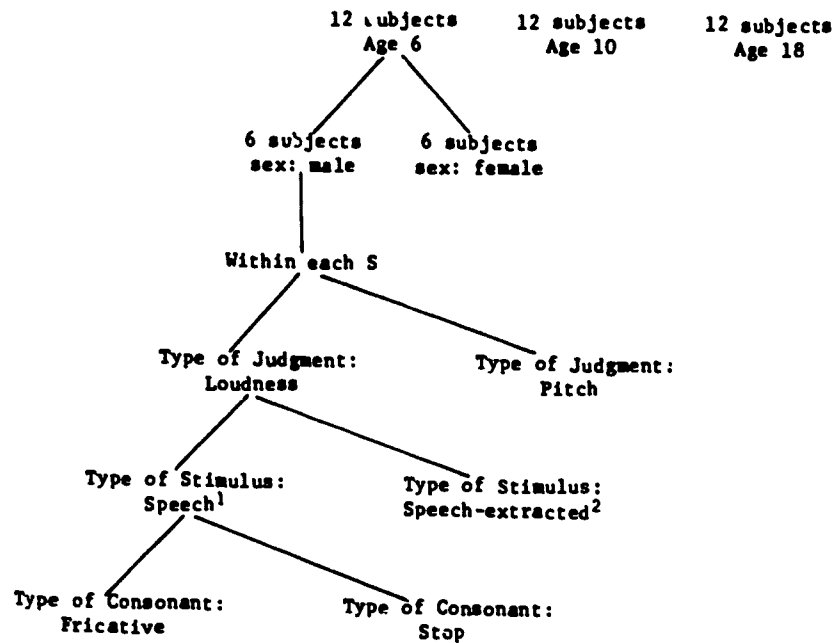 12 subjects 12 subjects 12 subjects
Age 6 Age 10 Age 18
6 subjects 6 subjects
sex: male sex: female
Within each S
Type of Judgment: Type of Judgment:
Loudness Pitch
Type of Stimulus: Type of Stimulus:
Speech1 Speech-extracted2
Type of Consonant: Type of Consonant:
Fricative Stop